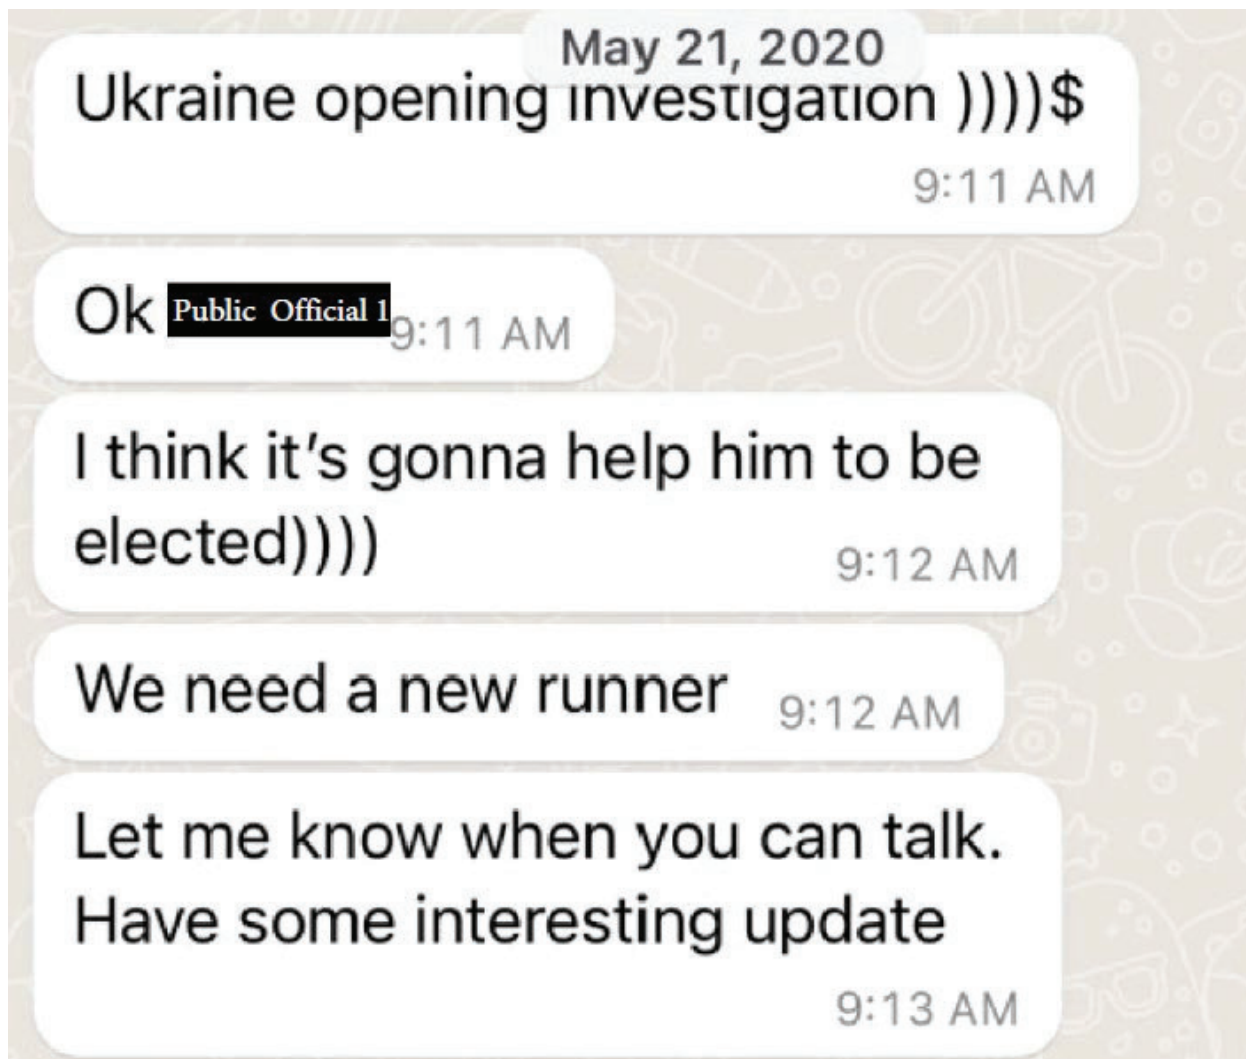 May 21, 2020
Ukraine opening investigation ))))$
9:11 AM
Ok Public Official 1
9:11 AM
I think it's gonna help him to be
elected))))
9:12 AM
We need a new runner
9:12 AM
Let me know when you can talk.
Have some interesting update
9:13 AM